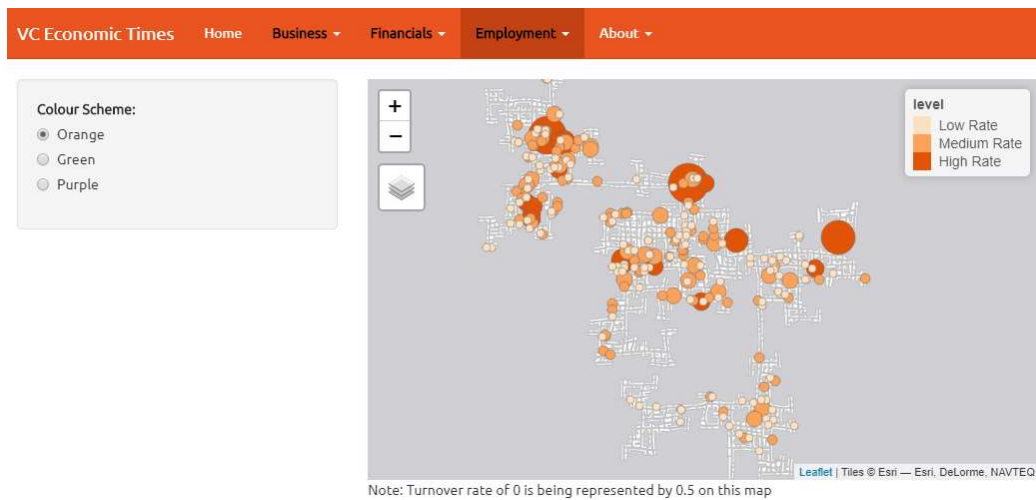 VC Economic Times Home Business Financials Employment About
Colour Scheme:
Orange
Green
Purple
+
−
level
Low Rate
Medium Rate
High Rate
Leaflet | Tiles © Esri — Esri, DeLorme, NAVTEQ
Note: Turnover rate of 0 is being represented by 0.5 on this map